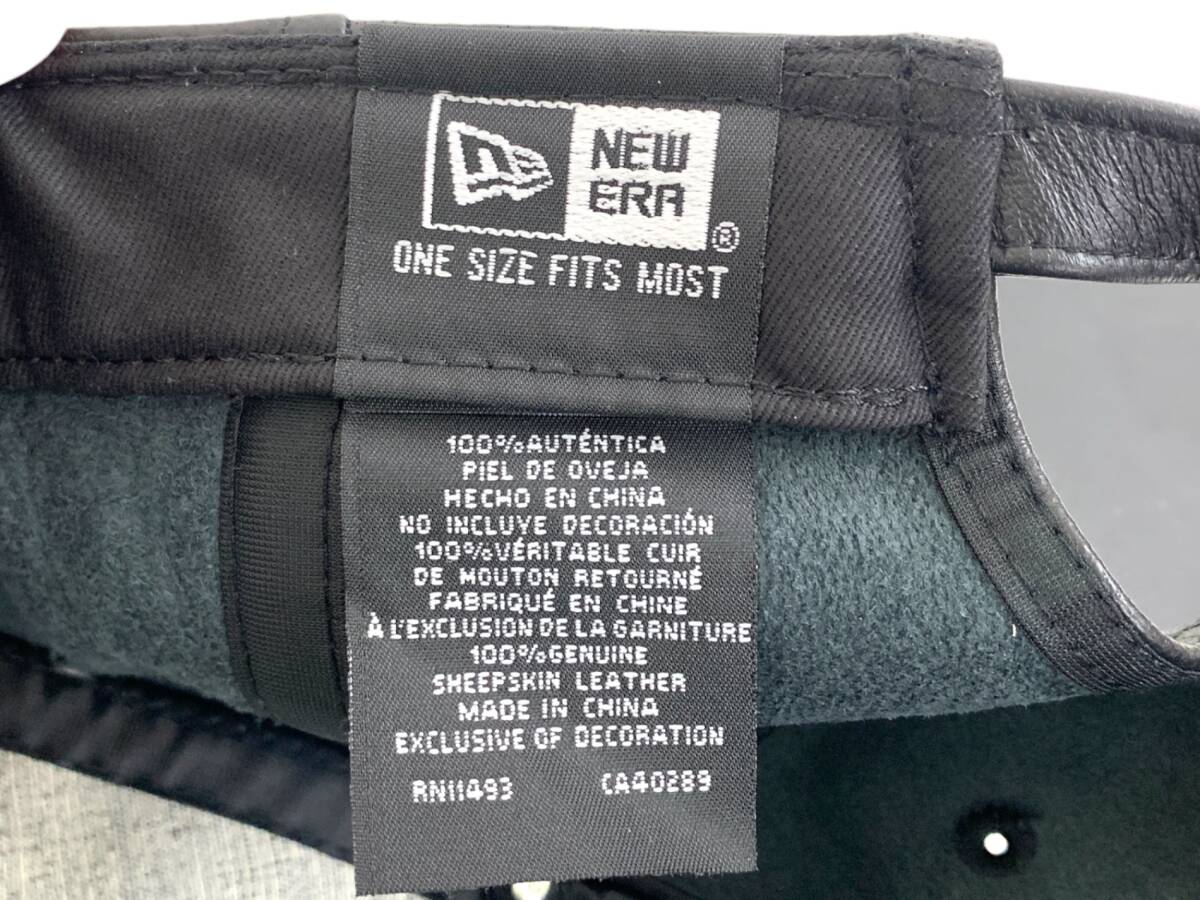 NEW
ERA
®
ONE SIZE FITS MOST
100%AUTÉNTICA
PIEL DE OVEJA
HECHO EN CHINA
NO INCLUYE DECORACIÓN
100%VÉRITABLE CUIR
DE MOUTON RETOURNÉ
FABRIQUÉ EN CHINE
À L'EXCLUSION DE LA GARNITURE
100%GENUINE
SHEEPSKIN LEATHER
MADE IN CHINA
EXCLUSIVE OF DECORATION
RN11493 CA40289